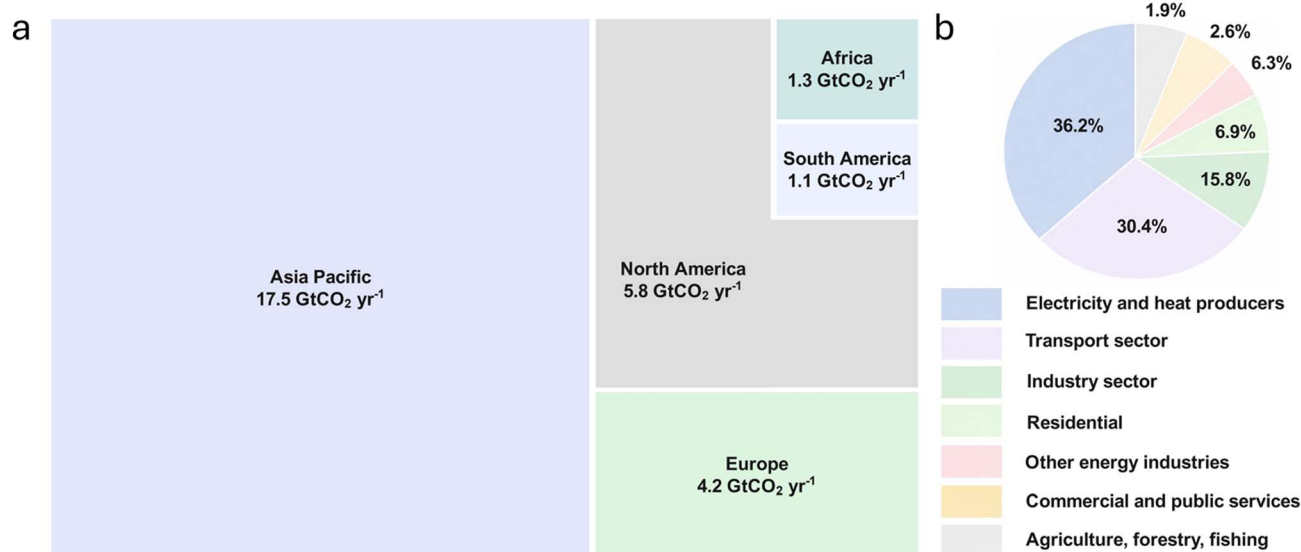 a
Asia Pacific
17.5 GtCO₂ yr⁻¹
North America
5.8 GtCO₂ yr⁻¹
Africa
1.3 GtCO₂ yr⁻¹
South America
1.1 GtCO₂ yr⁻¹
Europe
4.2 GtCO₂ yr⁻¹
b
1.9%
2.6%
6.3%
6.9%
15.8%
30.4%
36.2%
Electricity and heat producers
Transport sector
Industry sector
Residential
Other energy industries
Commercial and public services
Agriculture, forestry, fishing